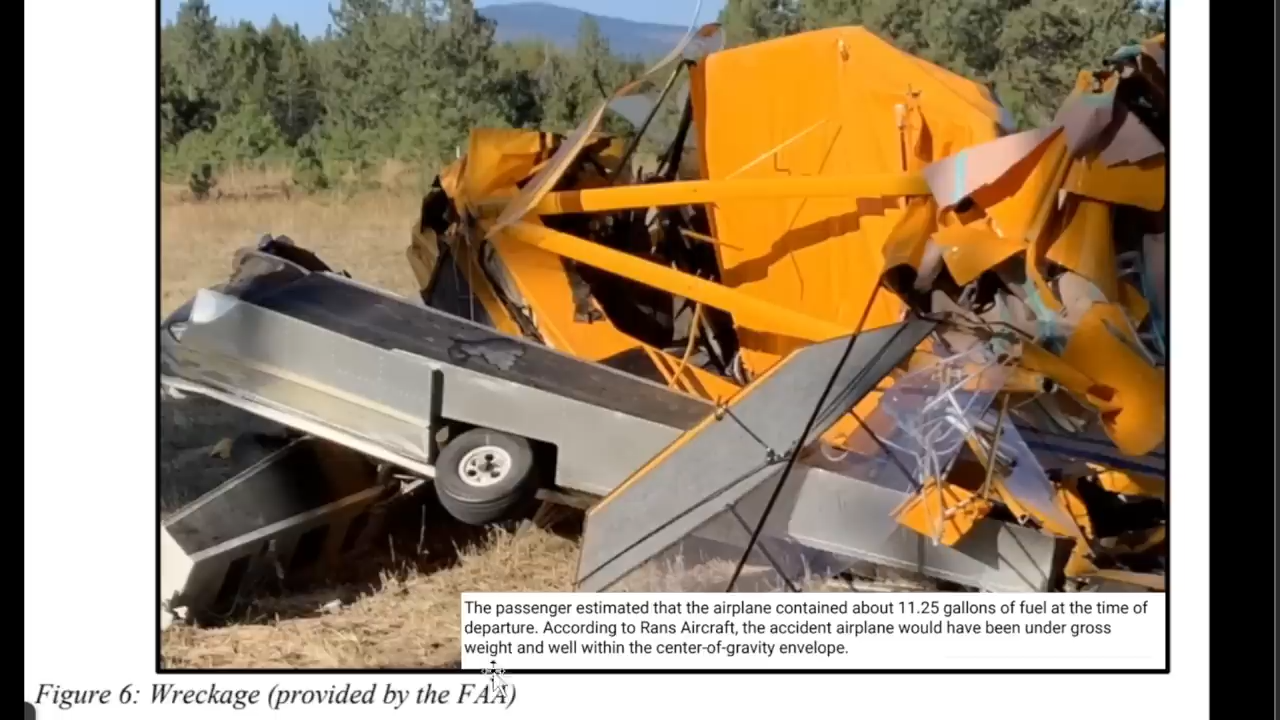 The passenger estimated that the airplane contained about 11.25 gallons of fuel at the time of
departure. According to Rans Aircraft, the accident airplane would have been under gross
weight and well within the center-of-gravity envelope.
Figure 6: Wreckage (provided by the FAA)